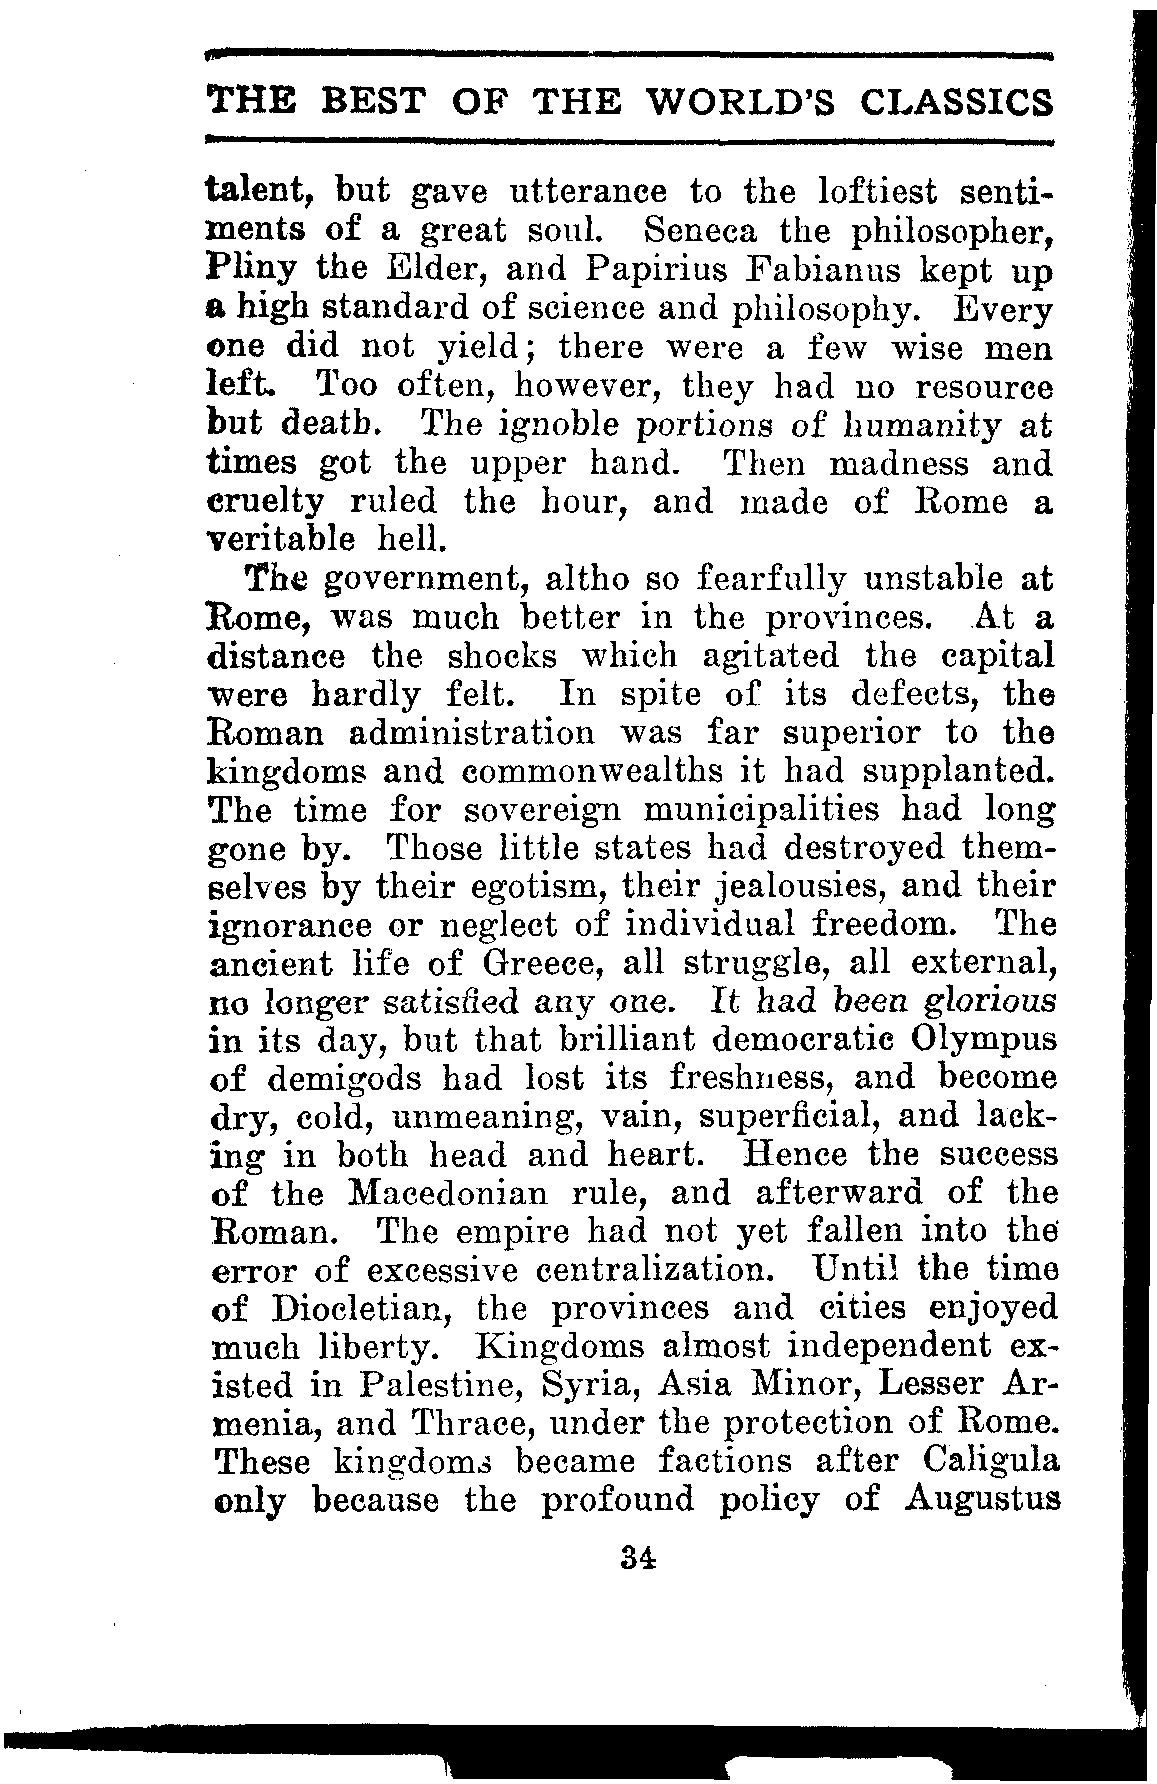 THE BEST OF THE WORLD'S CLASSICS
talent, but gave utterance to the loftiest senti-
ments of a great soul. Seneca the philosopher,
Pliny the Elder, and Papirius Fabianus kept up
a high standard of science and philosophy. Every
one did not yield; there were a few wise men
left. Too often, however, they had no resource
but death. The ignoble portions of humanity at
times got the upper hand. Then madness and
cruelty ruled the hour, and made of Rome a
veritable hell.
The government, altho so fearfully unstable at
Rome, was much better in the provinces. At a
distance the shocks which agitated the capital
were hardly felt. In spite of its defects, the
Roman administration was far superior to the
kingdoms and commonwealths it had supplanted.
The time for sovereign municipalities had long
gone by. Those little states had destroyed them-
selves by their egotism, their jealousies, and their
ignorance or neglect of individual freedom. The
ancient life of Greece, all struggle, all external,
no longer satisfied any one. It had been glorious
in its day, but that brilliant democratic Olympus
of demigods had lost its freshness, and become
dry, cold, unmeaning, vain, superficial, and lack-
ing in both head and heart. Hence the success
of the Macedonian rule, and afterward of the
Roman. The empire had not yet fallen into the
error of excessive centralization. Until the time
of Diocletian, the provinces and cities enjoyed
much liberty. Kingdoms almost independent ex-
isted in Palestine, Syria, Asia Minor, Lesser Ar-
menia, and Thrace, under the protection of Rome.
These kingdoms became factions after Caligula
only because the profound policy of Augustus
34